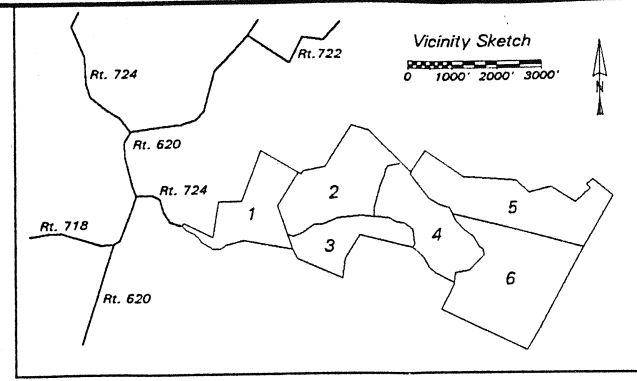 Vicinity Sketch
0 1000' 2000' 3000'
N
Rt. 724
Rt. 722
Rt. 620
Rt. 724
Rt. 718
Rt. 620
1
2
3
4
5
6